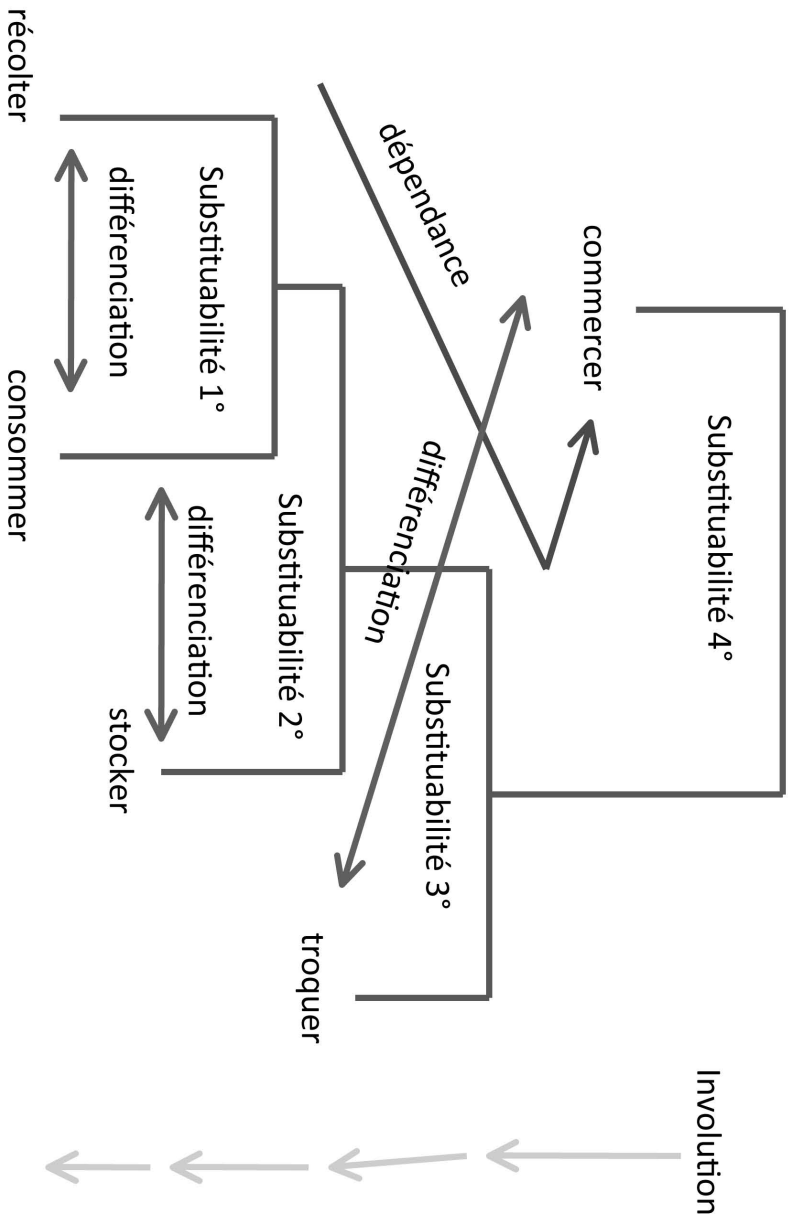 Involution
Substituabilité 4°
commercer
Substituabilité 3°
troquer
dépendance
différenciation
Substituabilité 2°
différenciation
stocker
Substituabilité 1°
différenciation
récolter
consommer